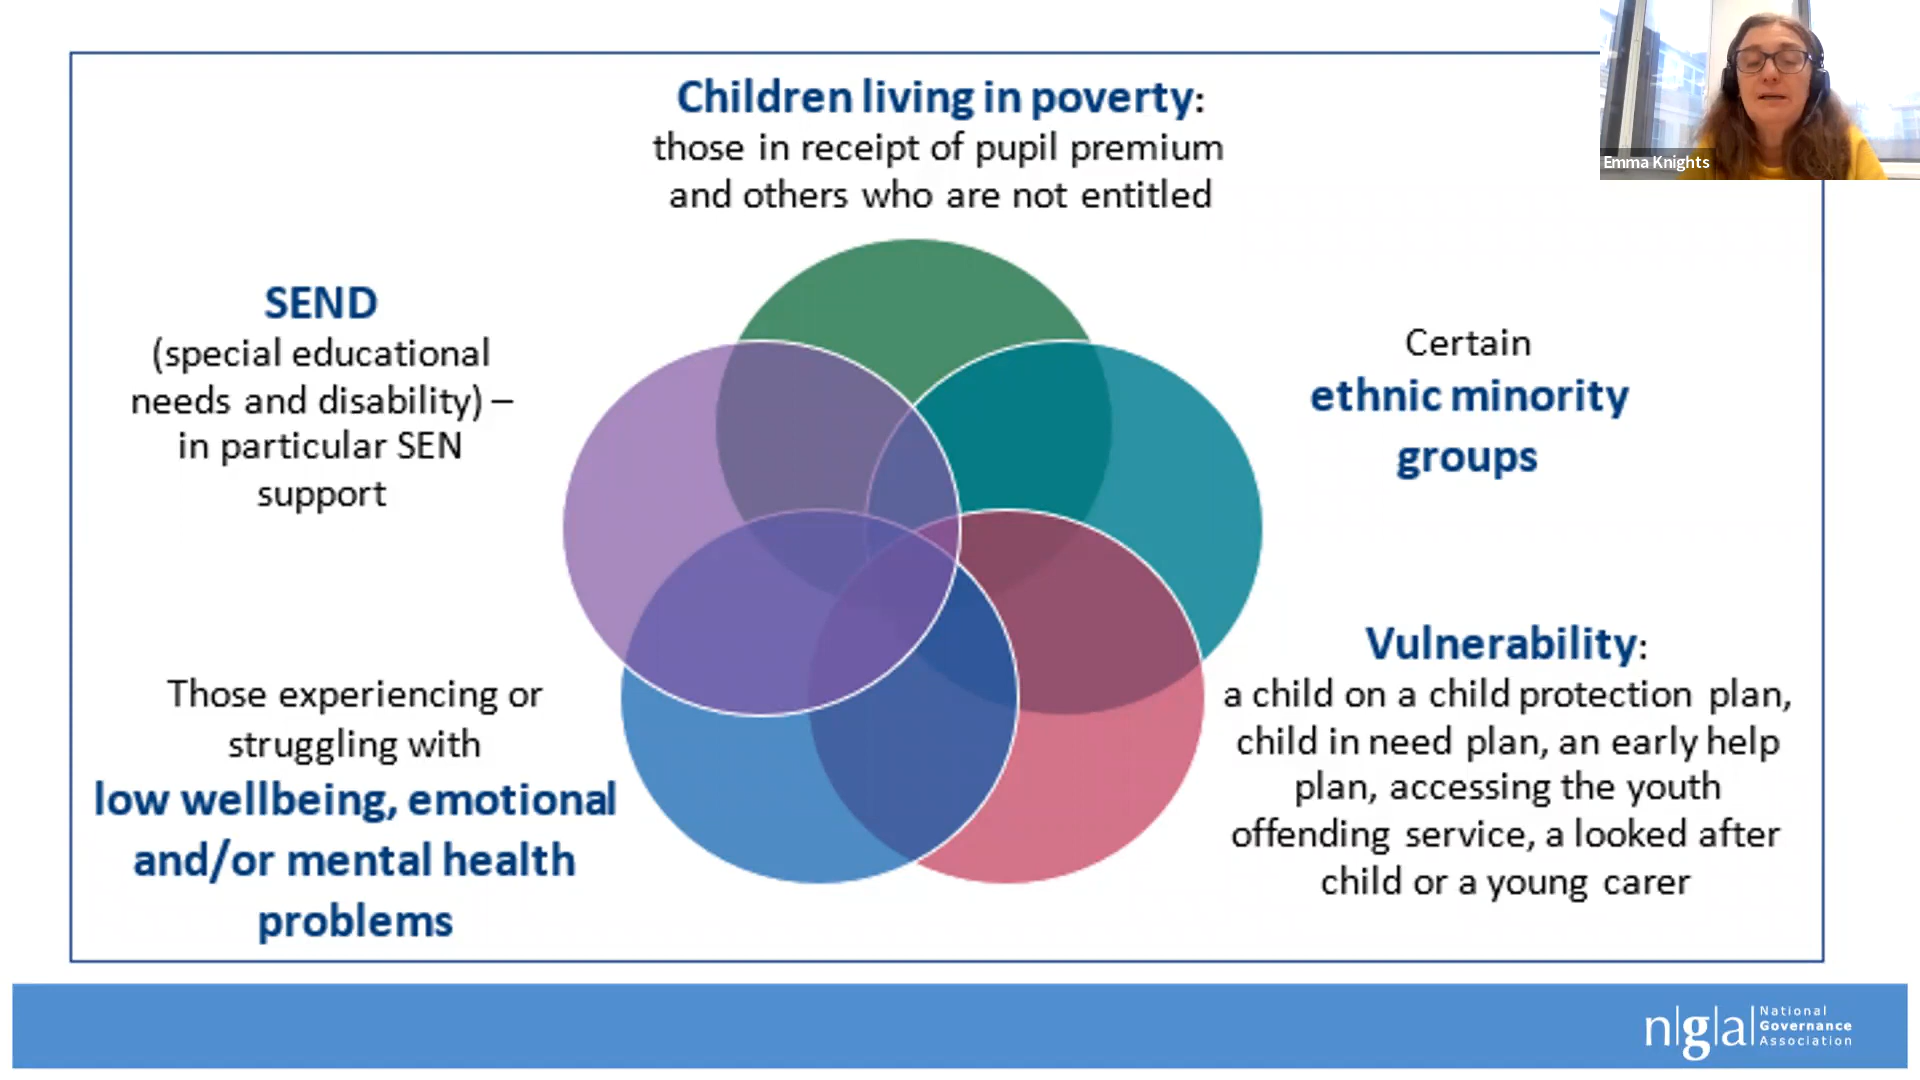 Children living in poverty:
those in receipt of pupil premium
and others who are not entitled
Emma Knights
SEND
(special educational
needs and disability) –
in particular SEN
support
Certain
ethnic minority
groups
Those experiencing or
struggling with
low wellbeing, emotional
and/or mental health
problems
Vulnerability:
a child on a child protection plan,
child in need plan, an early help
plan, accessing the youth
offending service, a looked after
child or a young carer
n|g|a|
National
Governance
Association